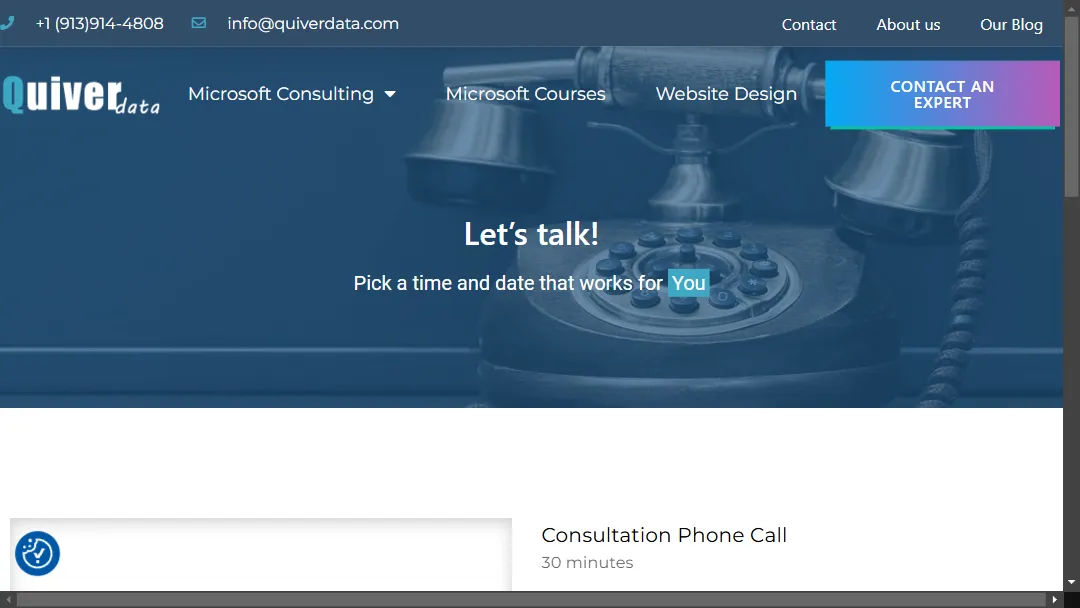 +1 (913)914-4808 info@quiverdata.com Contact About us Our Blog
Quiver data Microsoft Consulting Microsoft Courses Website Design CONTACT AN
EXPERT
Let's talk!
Pick a time and date that works for You
Consultation Phone Call
30 minutes